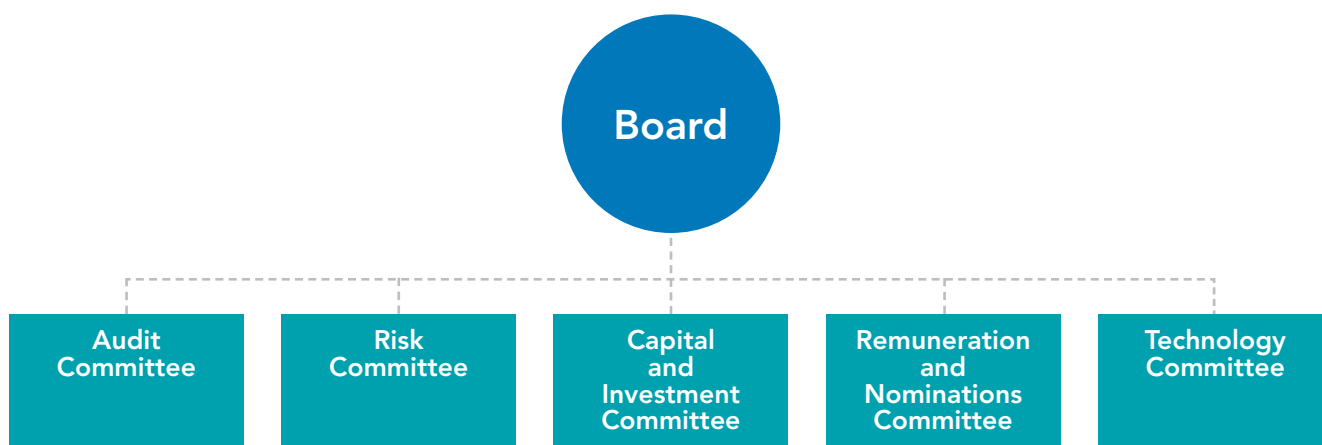 Board
Audit
Committee
Risk
Committee
Capital
and
Investment
Committee
Remuneration
and
Nominations
Committee
Technology
Committee